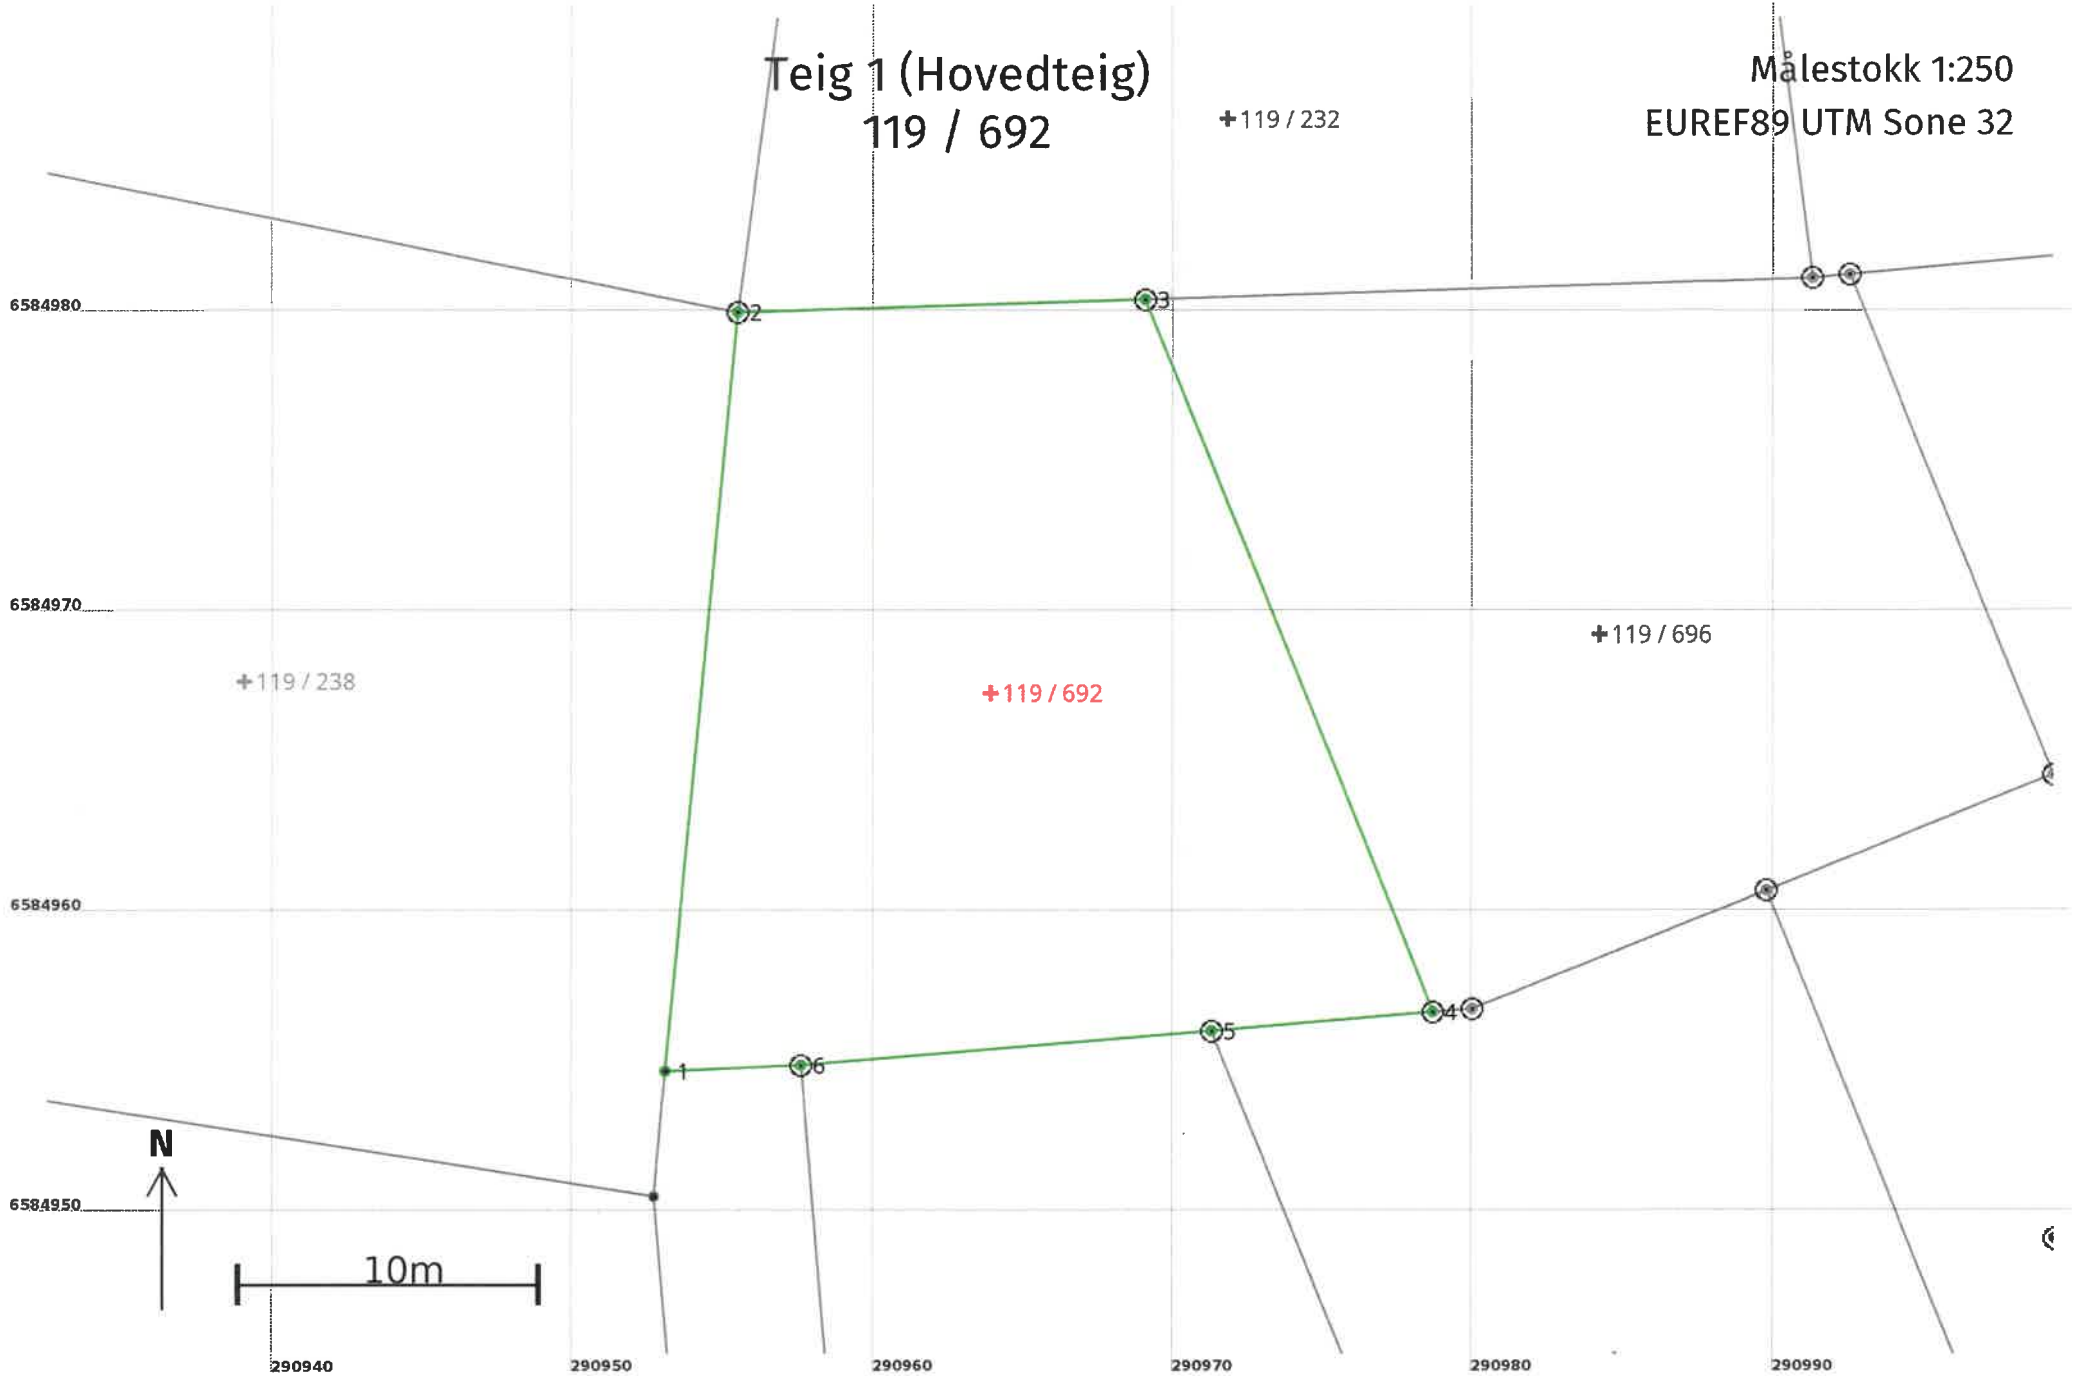 Teig 1 (Hovedteig)
119 / 692
Målestokk 1:250
EUREF89 UTM Sone 32
+119 / 232
6584980
2
3
6584970
+119 / 696
+119 / 238
+119 / 692
6584960
4
5
1
6
N
6584950
10m
290940
290950
290960
290970
290980
290990